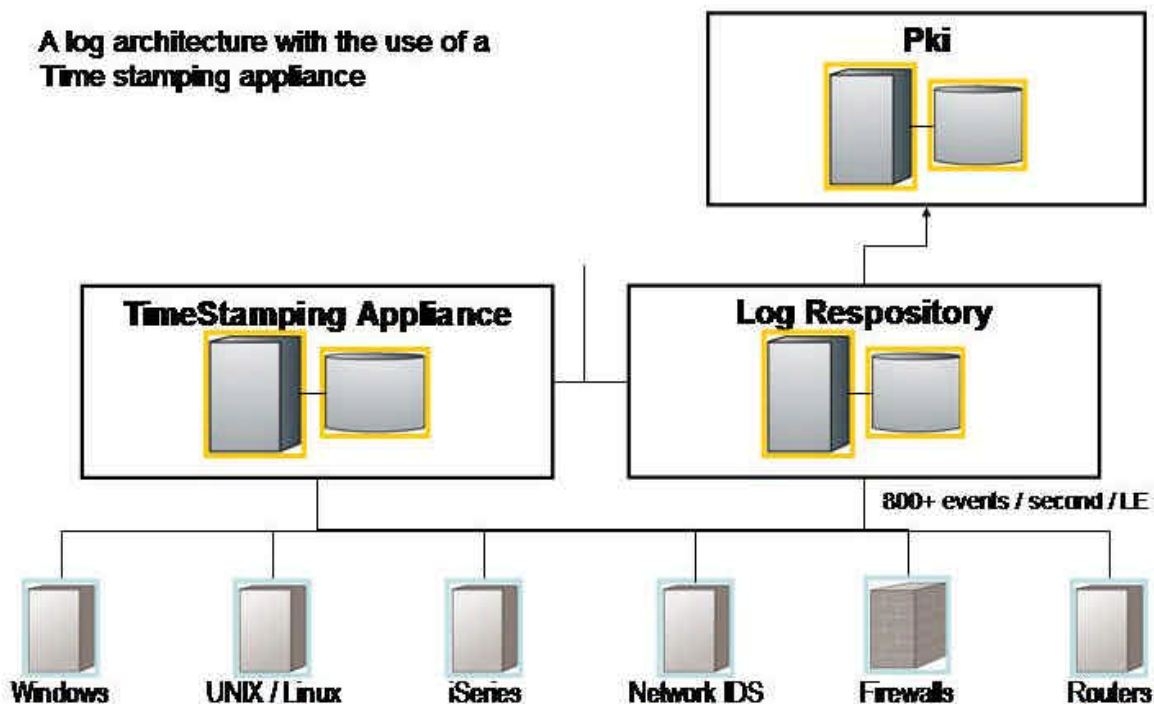 A log architecture with the use of a
Time stamping appliance
Pki
TimeStamping Appliance
Log Respository
800+ events / second / LE
Windows
UNIX / Linux
iSeries
Network IDS
Firewalls
Routers